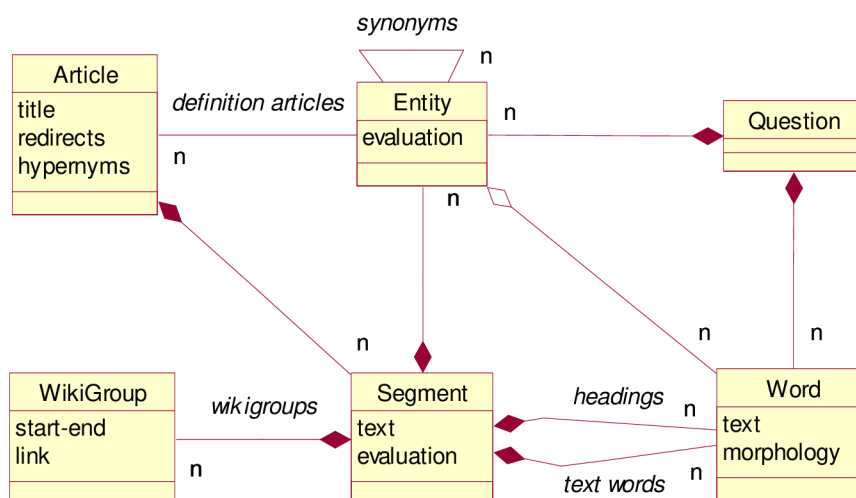 synonyms
n
Article
title
redirects
hypernyms
definition articles
n
Entity
evaluation
n
n
Question
n
n
n
WikiGroup
start-end
link
wikigroups
n
Segment
text
evaluation
headings
n
text words
n
Word
text
morphology